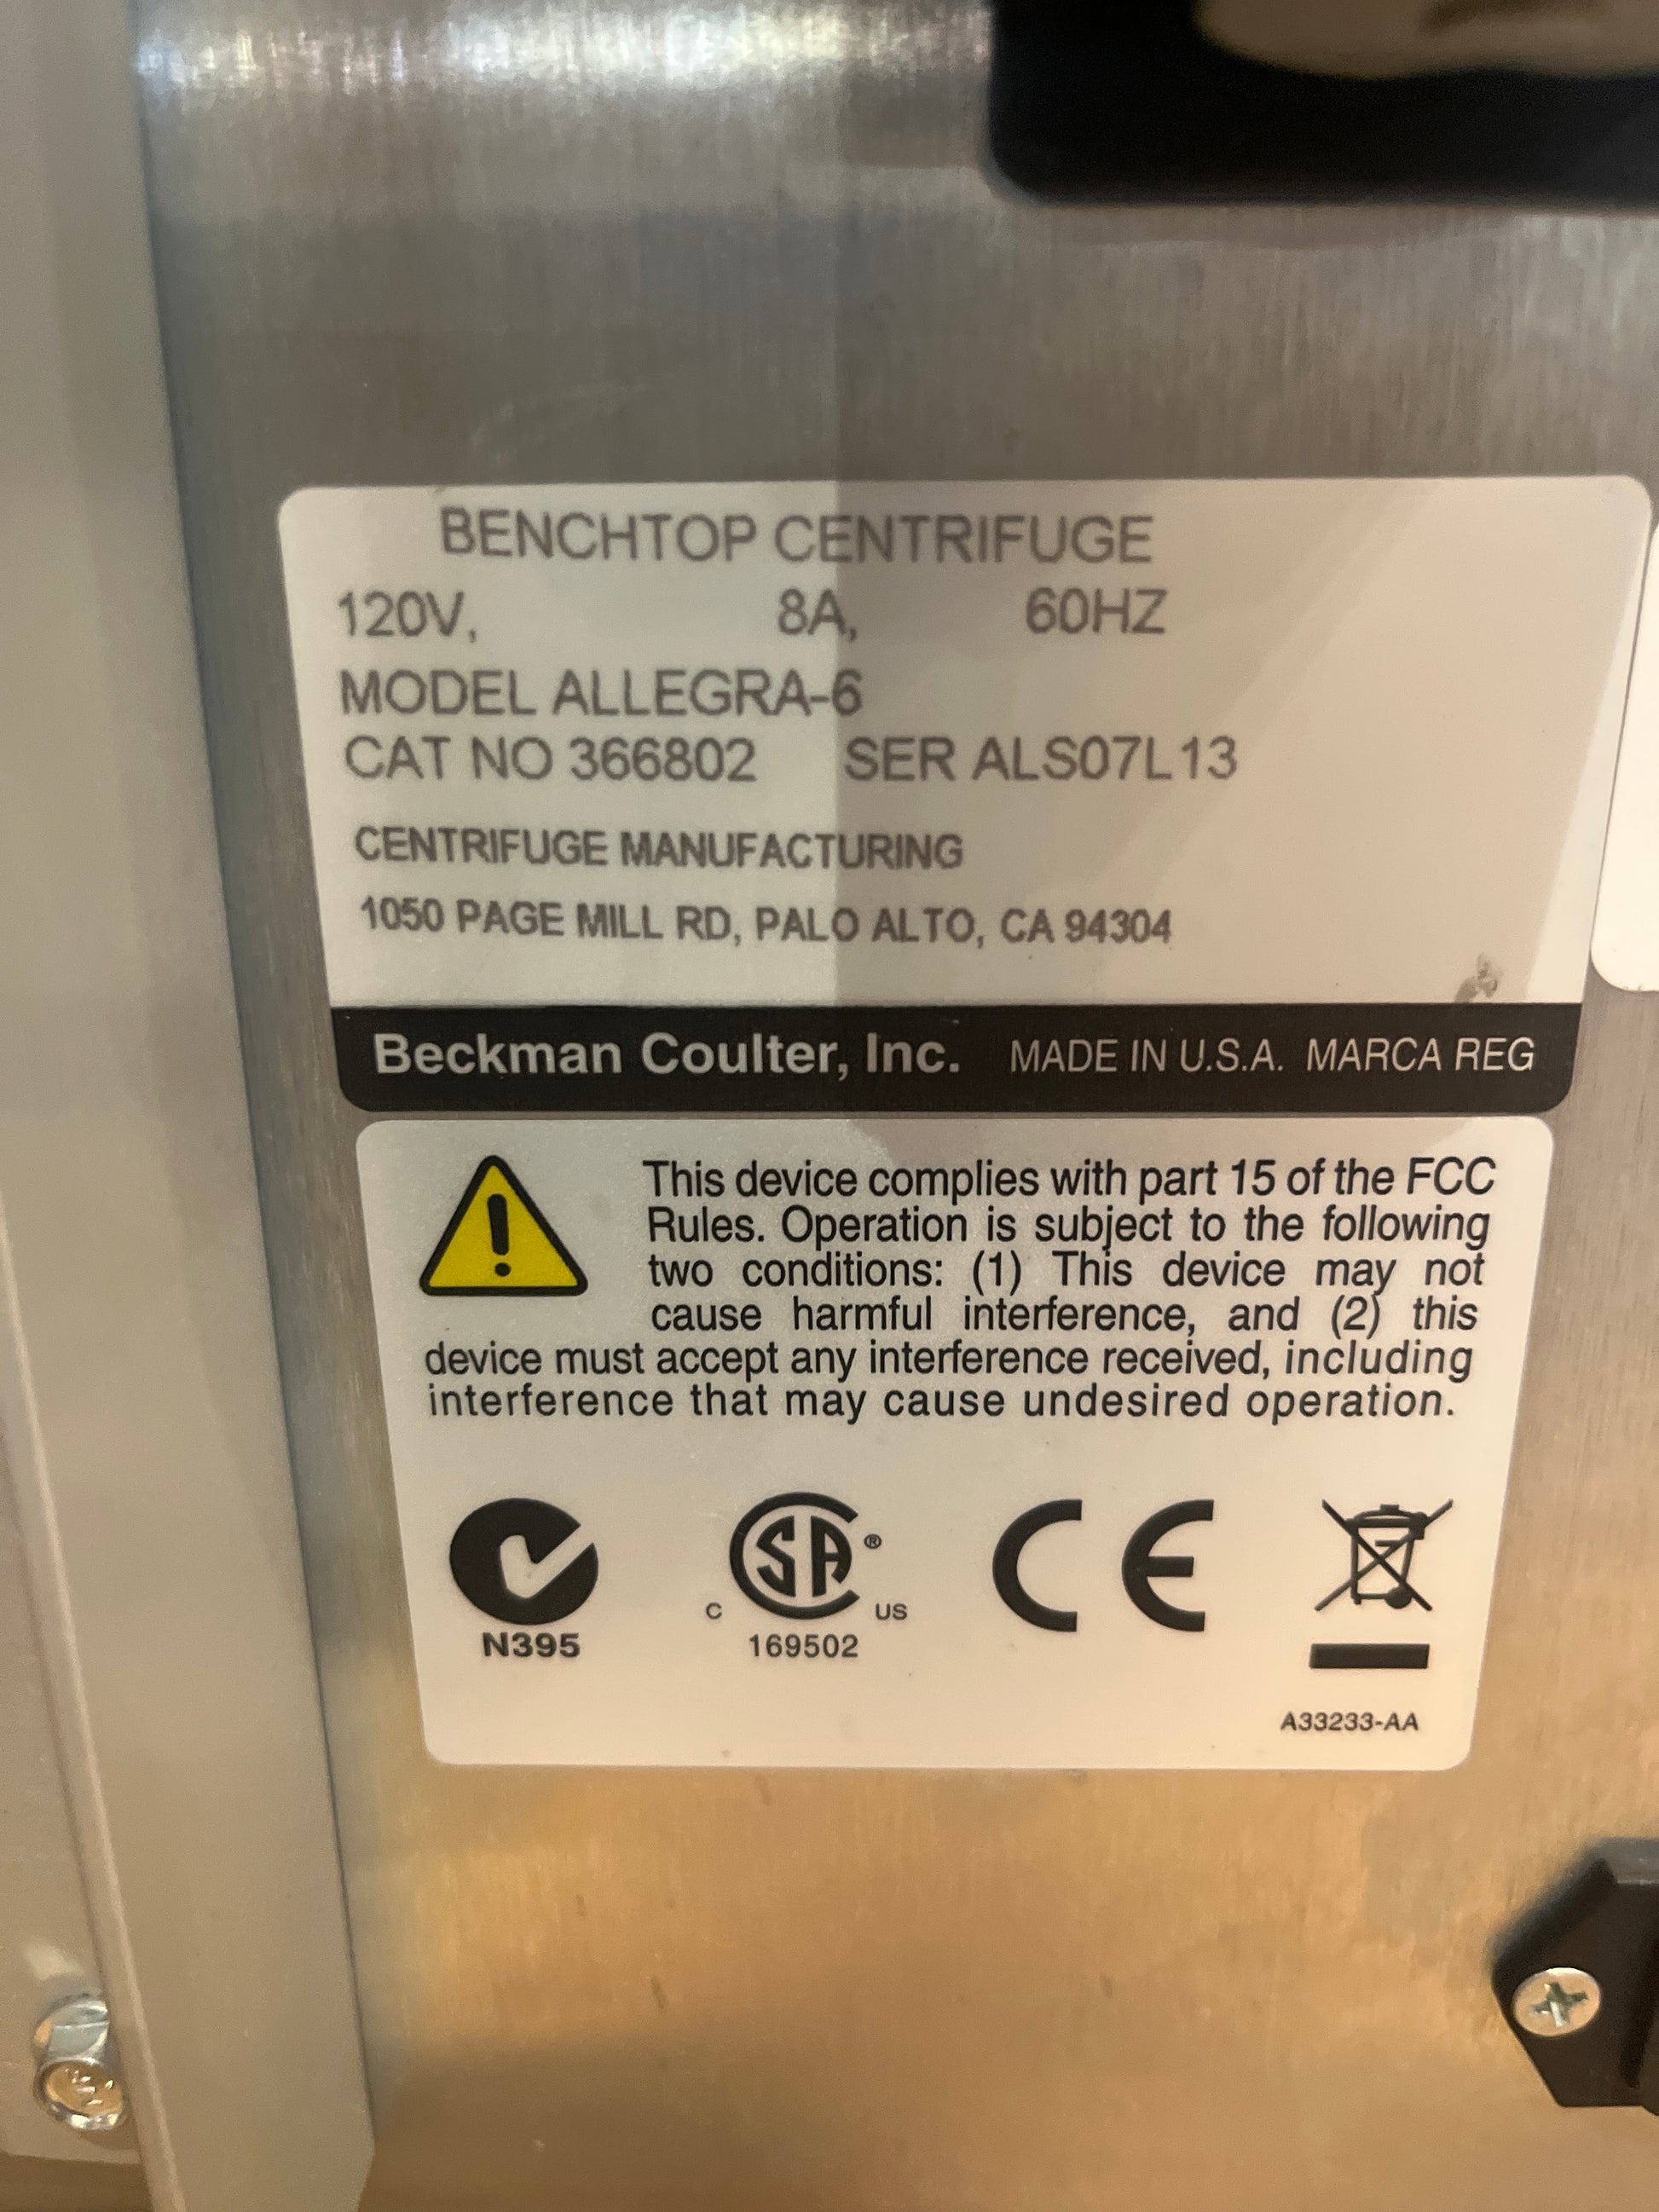 BENCHTOP CENTRIFUGE
120V, 8A, 60HZ
MODEL ALLEGRA-6
CAT NO 366802 SER ALS07L13
CENTRIFUGE MANUFACTURING
1050 PAGE MILL RD, PALO ALTO, CA 94304
Beckman Coulter, Inc. MADE IN U.S.A. MARCA REG
This device complies with part 15 of the FCC
Rules. Operation is subject to the following
two conditions: (1) This device may not
cause harmful interference, and (2) this
device must accept any interference received, including
interference that may cause undesired operation.
C SA ® US CE
N395 169502
A33233-AA